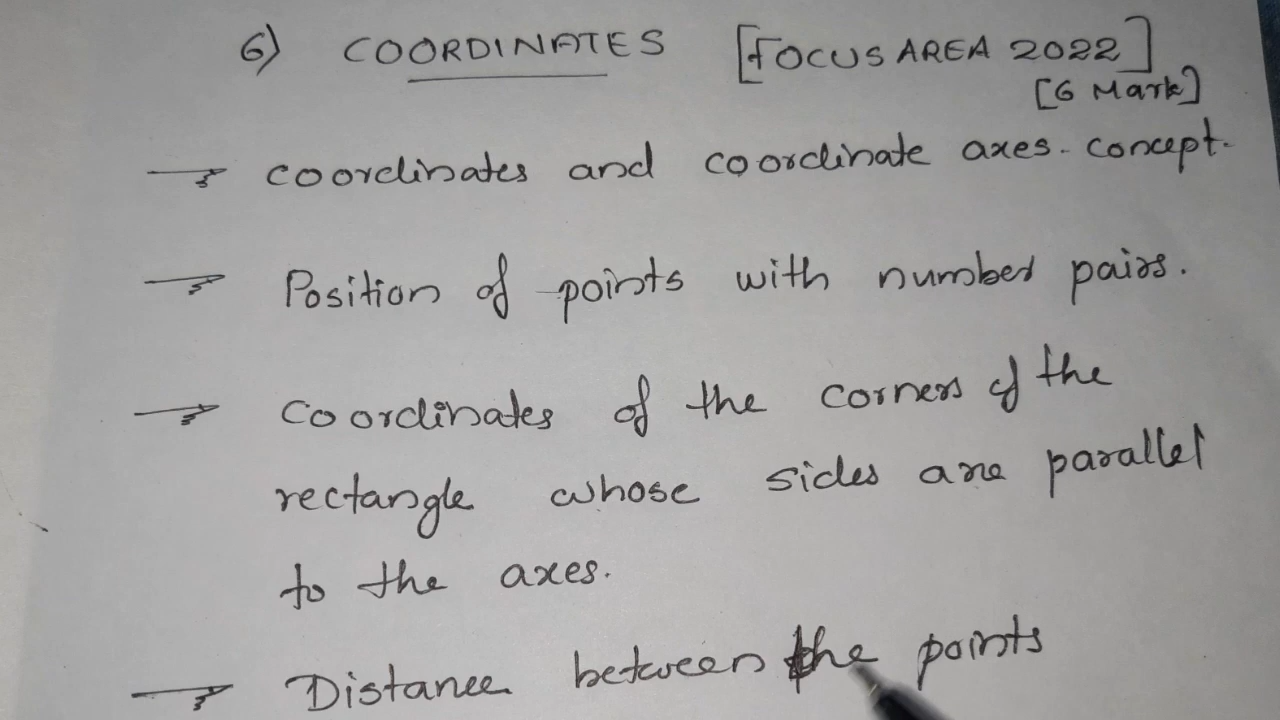 6) COORDINATES [FOCUS AREA 2022]
[6 Mark]
→ coordinates and coordinate axes. concept.
→ Position of points with number pairs.
→ coordinates of the corners of the
rectangle whose sides are parallel
to the axes.
→ Distance between the points